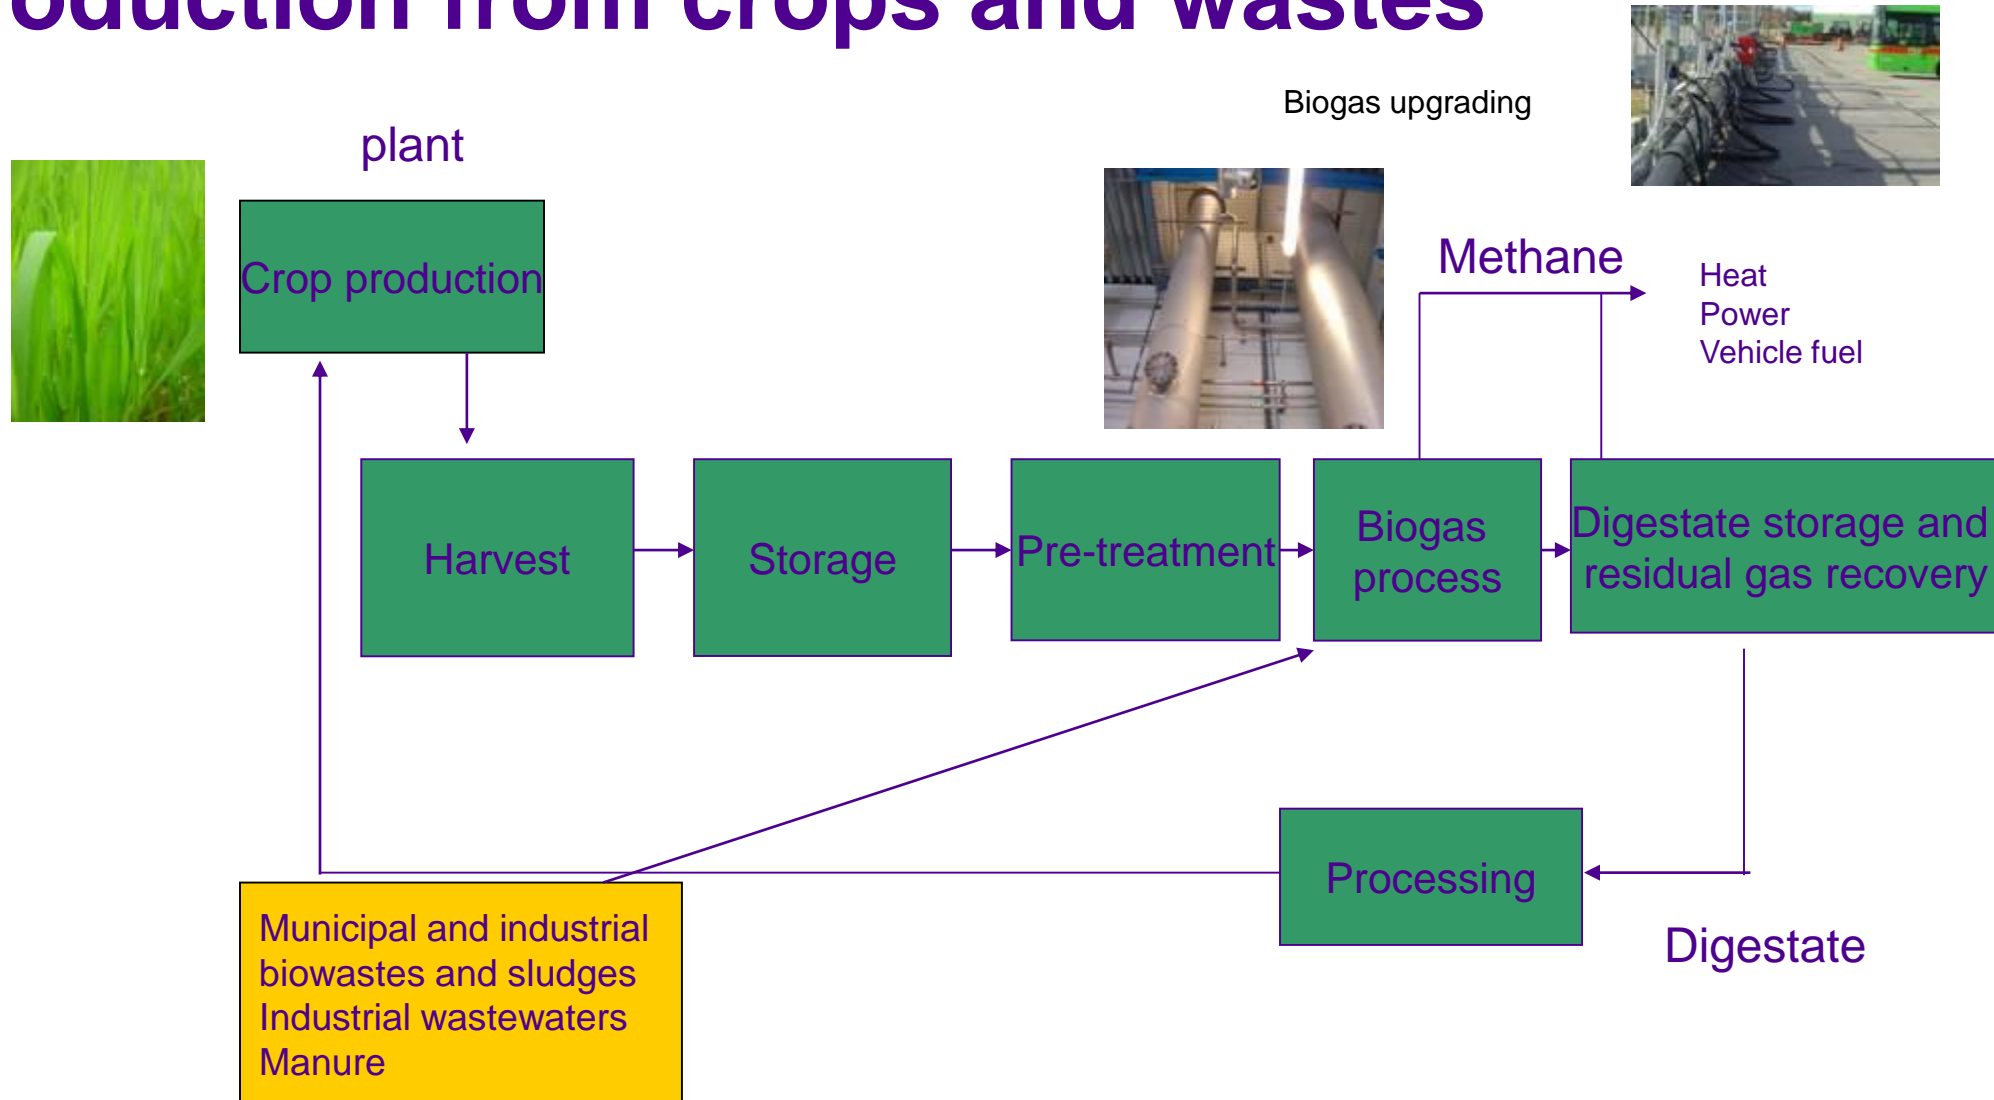 oduction from crops and wastes
Biogas upgrading
plant
Crop production
Methane
Heat
Power
Vehicle fuel
Harvest
Storage
Pre-treatment
Biogas
process
Digestate storage and
residual gas recovery
Processing
Digestate
Municipal and industrial
biowastes and sludges
Industrial wastewaters
Manure